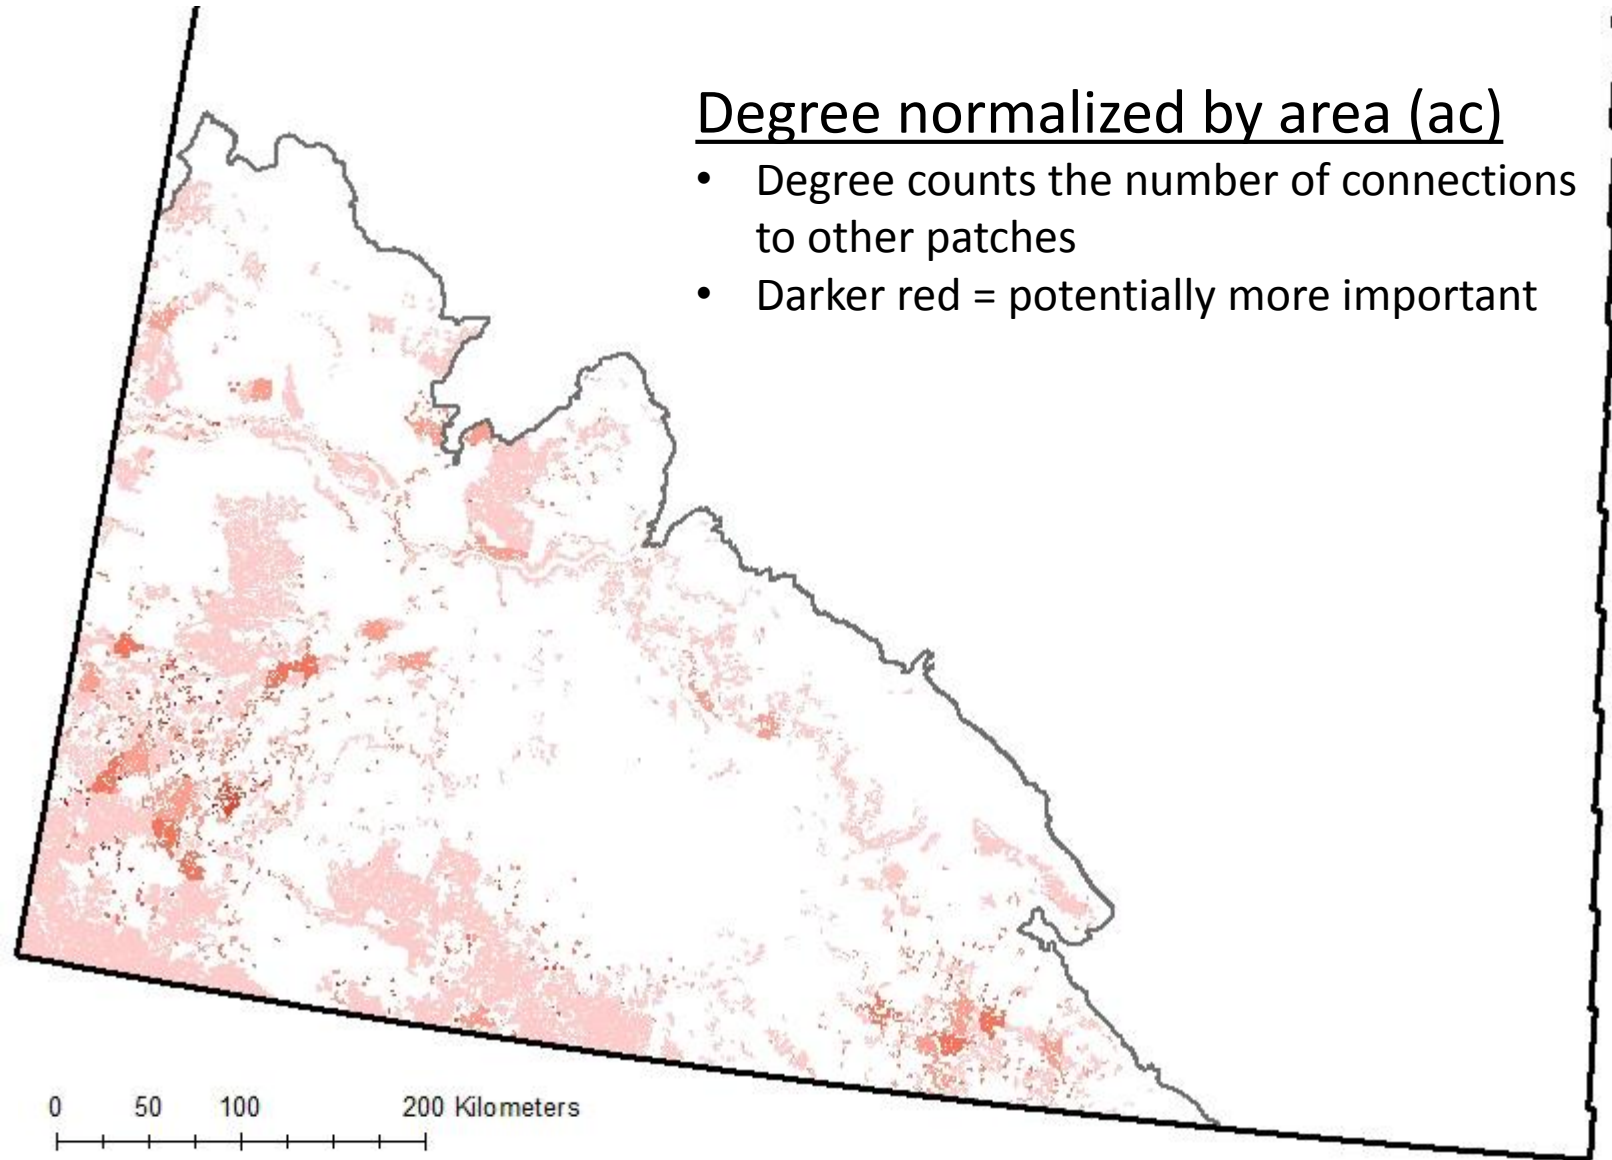 Degree normalized by area (ac)
• Degree counts the number of connections
to other patches
• Darker red = potentially more important
0 50 100 200 Kilometers